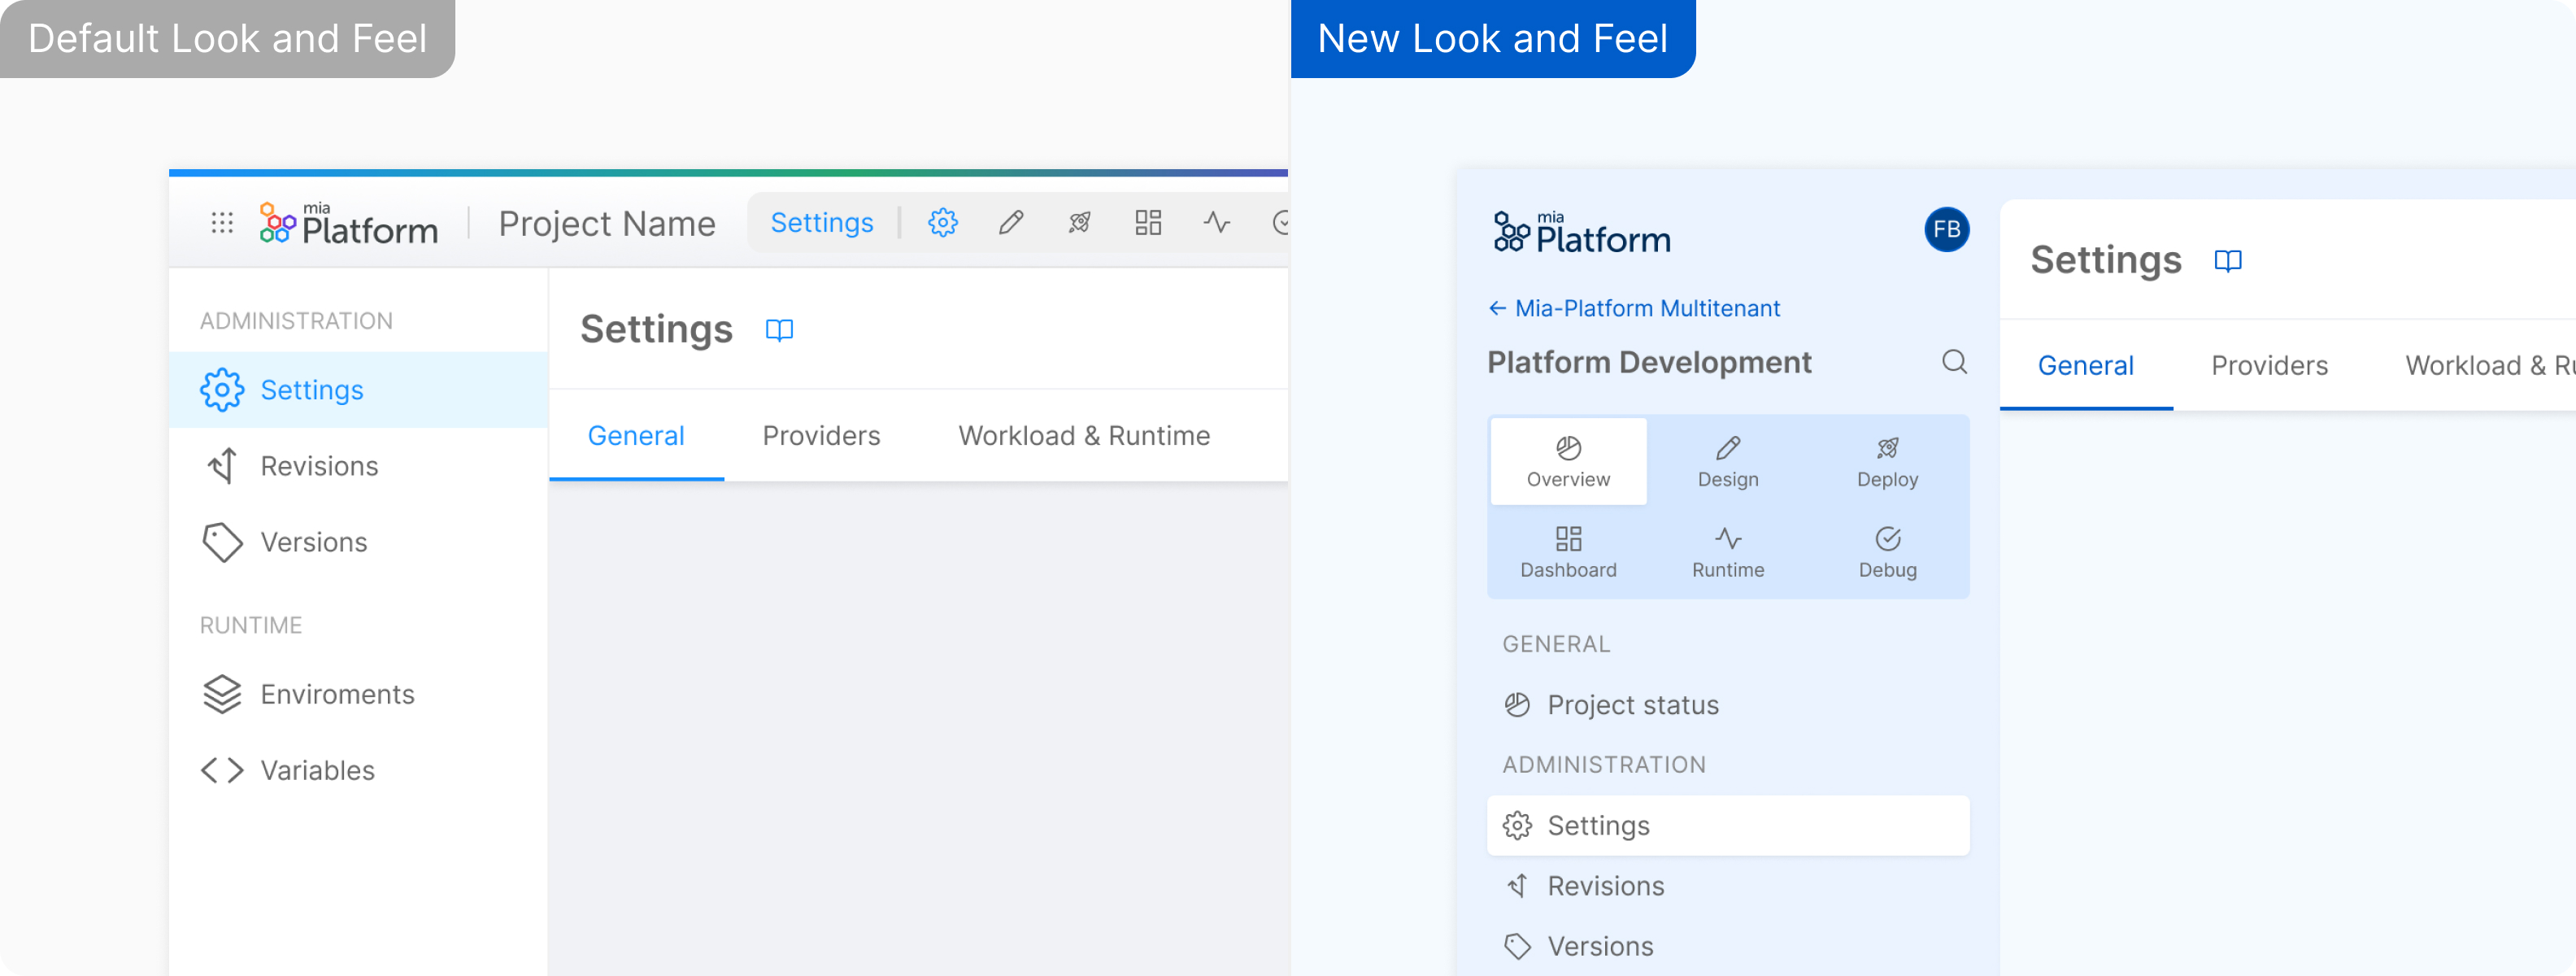 Default Look and Feel
mia
Platform
Project Name
Settings
ADMINISTRATION
Settings
Revisions
Versions
RUNTIME
Enviroments
Variables
Settings
General
Providers
Workload & Runtime
New Look and Feel
mia
Platform
FB
← Mia-Platform Multitenant
Platform Development
Overview
Design
Deploy
Dashboard
Runtime
Debug
GENERAL
Project status
ADMINISTRATION
Settings
Revisions
Versions
Settings
General
Providers
Workload & Ru